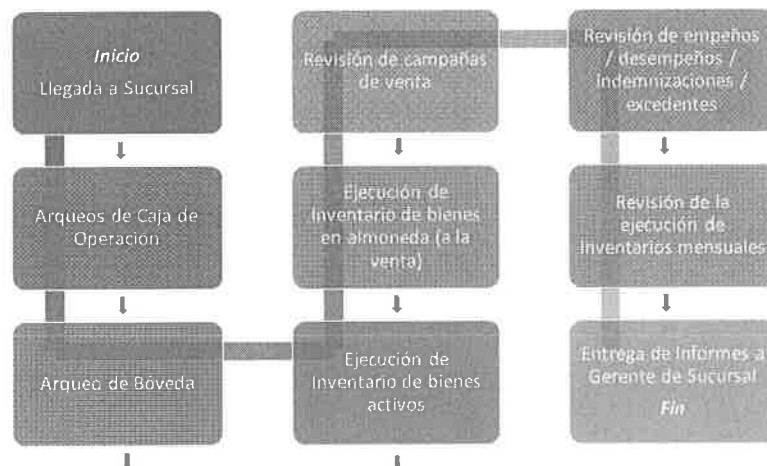 Inicio
Llegada a Sucursal
Arqueos de Caja de
Operación
Arqueo de Bóveda
Revisión de campañas
de venta
Ejecución de
Inventario de bienes
en almoneda (a la
venta)
Ejecución de
Inventario de bienes
activos
Revisión de empeños
/ desempeños /
indemnizaciones /
excedentes
Revisión de la
ejecución de
inventarios mensuales
Entrega de Informes a
Gerente de Sucursal
Fin